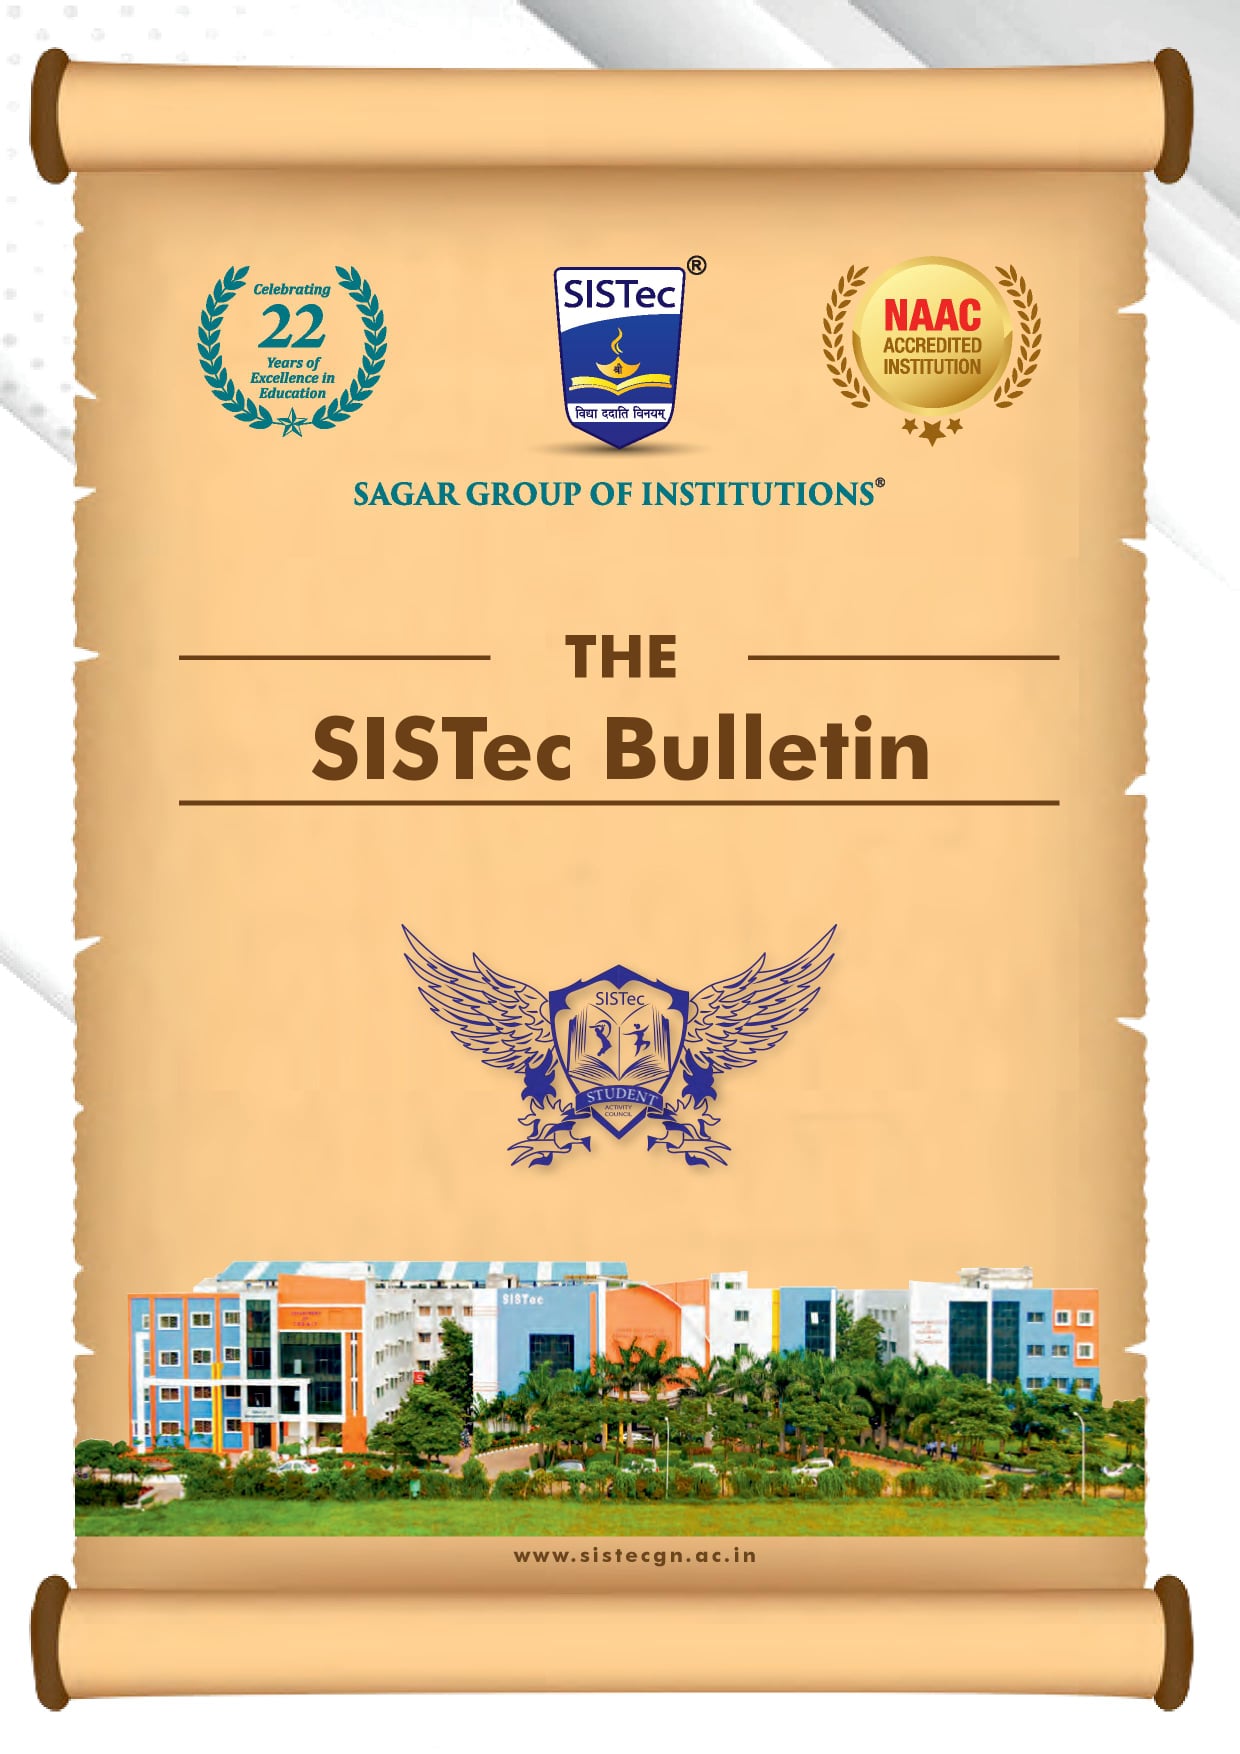 Celebrating
22
Years of
Excellence in
Education
®
SISTec
श्री
विद्या ददाति विनयम्
NAAC
ACCREDITED
INSTITUTION
SAGAR GROUP OF INSTITUTIONS®
THE
SISTec Bulletin
SISTec
STUDENT
ACTIVITY
COUNCIL
SISTec
www.sistecgn.ac.in